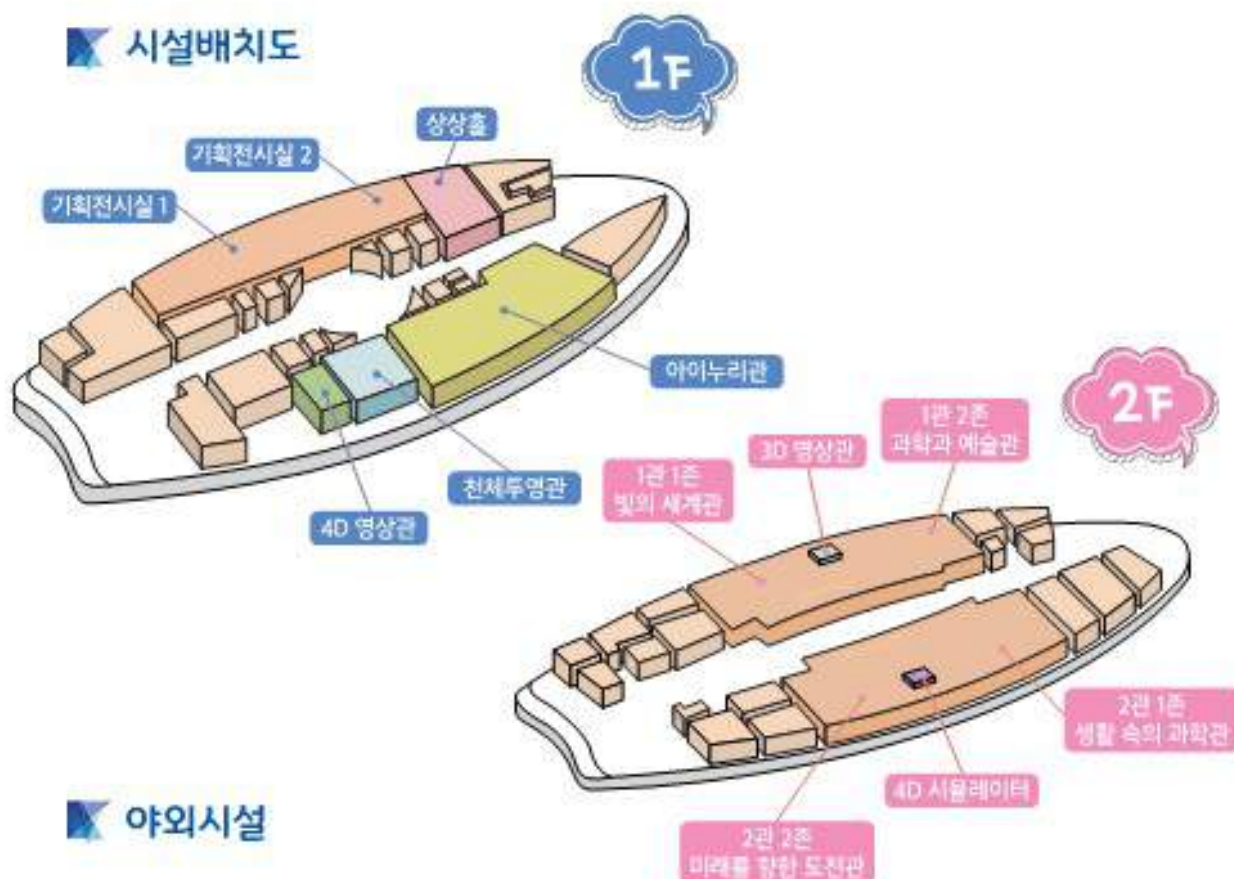 시설배치도
1F
상상홀
기획전시실 2
기획전시실 1
아이누리관
천체투영관
4D 영상관
2F
1관 2존
과학과 예술관
3D 영상관
1관 1존
빛의 세계관
2관 1존
생활 속의 과학관
4D 시뮬레이터
2관 2존
미래를 향한 도전관
야외시설